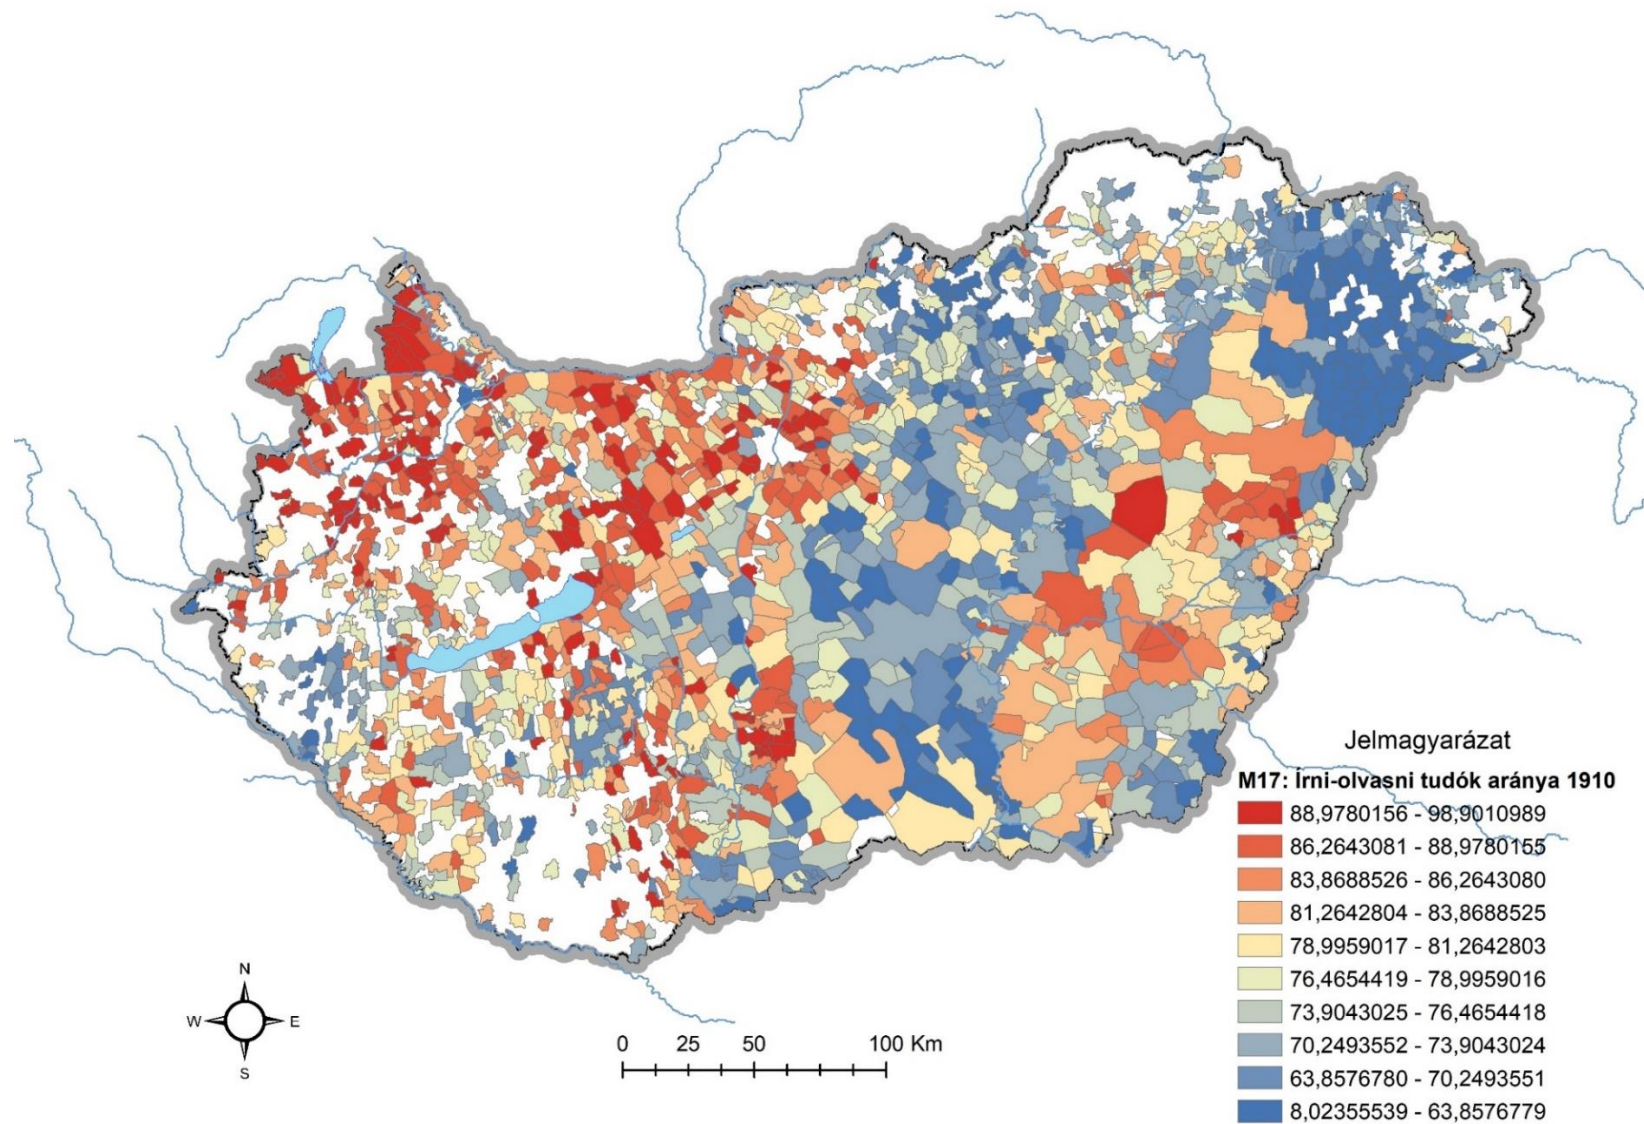 Jelmagyarázat
M17: Írni-olvasni tudók aránya 1910
88,9780156 - 98,9010989
86,2643081 - 88,9780155
83,8688526 - 86,2643080
81,2642804 - 83,8688525
78,9959017 - 81,2642803
76,4654419 - 78,9959016
73,9043025 - 76,4654418
70,2493552 - 73,9043024
63,8576780 - 70,2493551
8,02355539 - 63,8576779
N
W E
S
0 25 50 100 Km